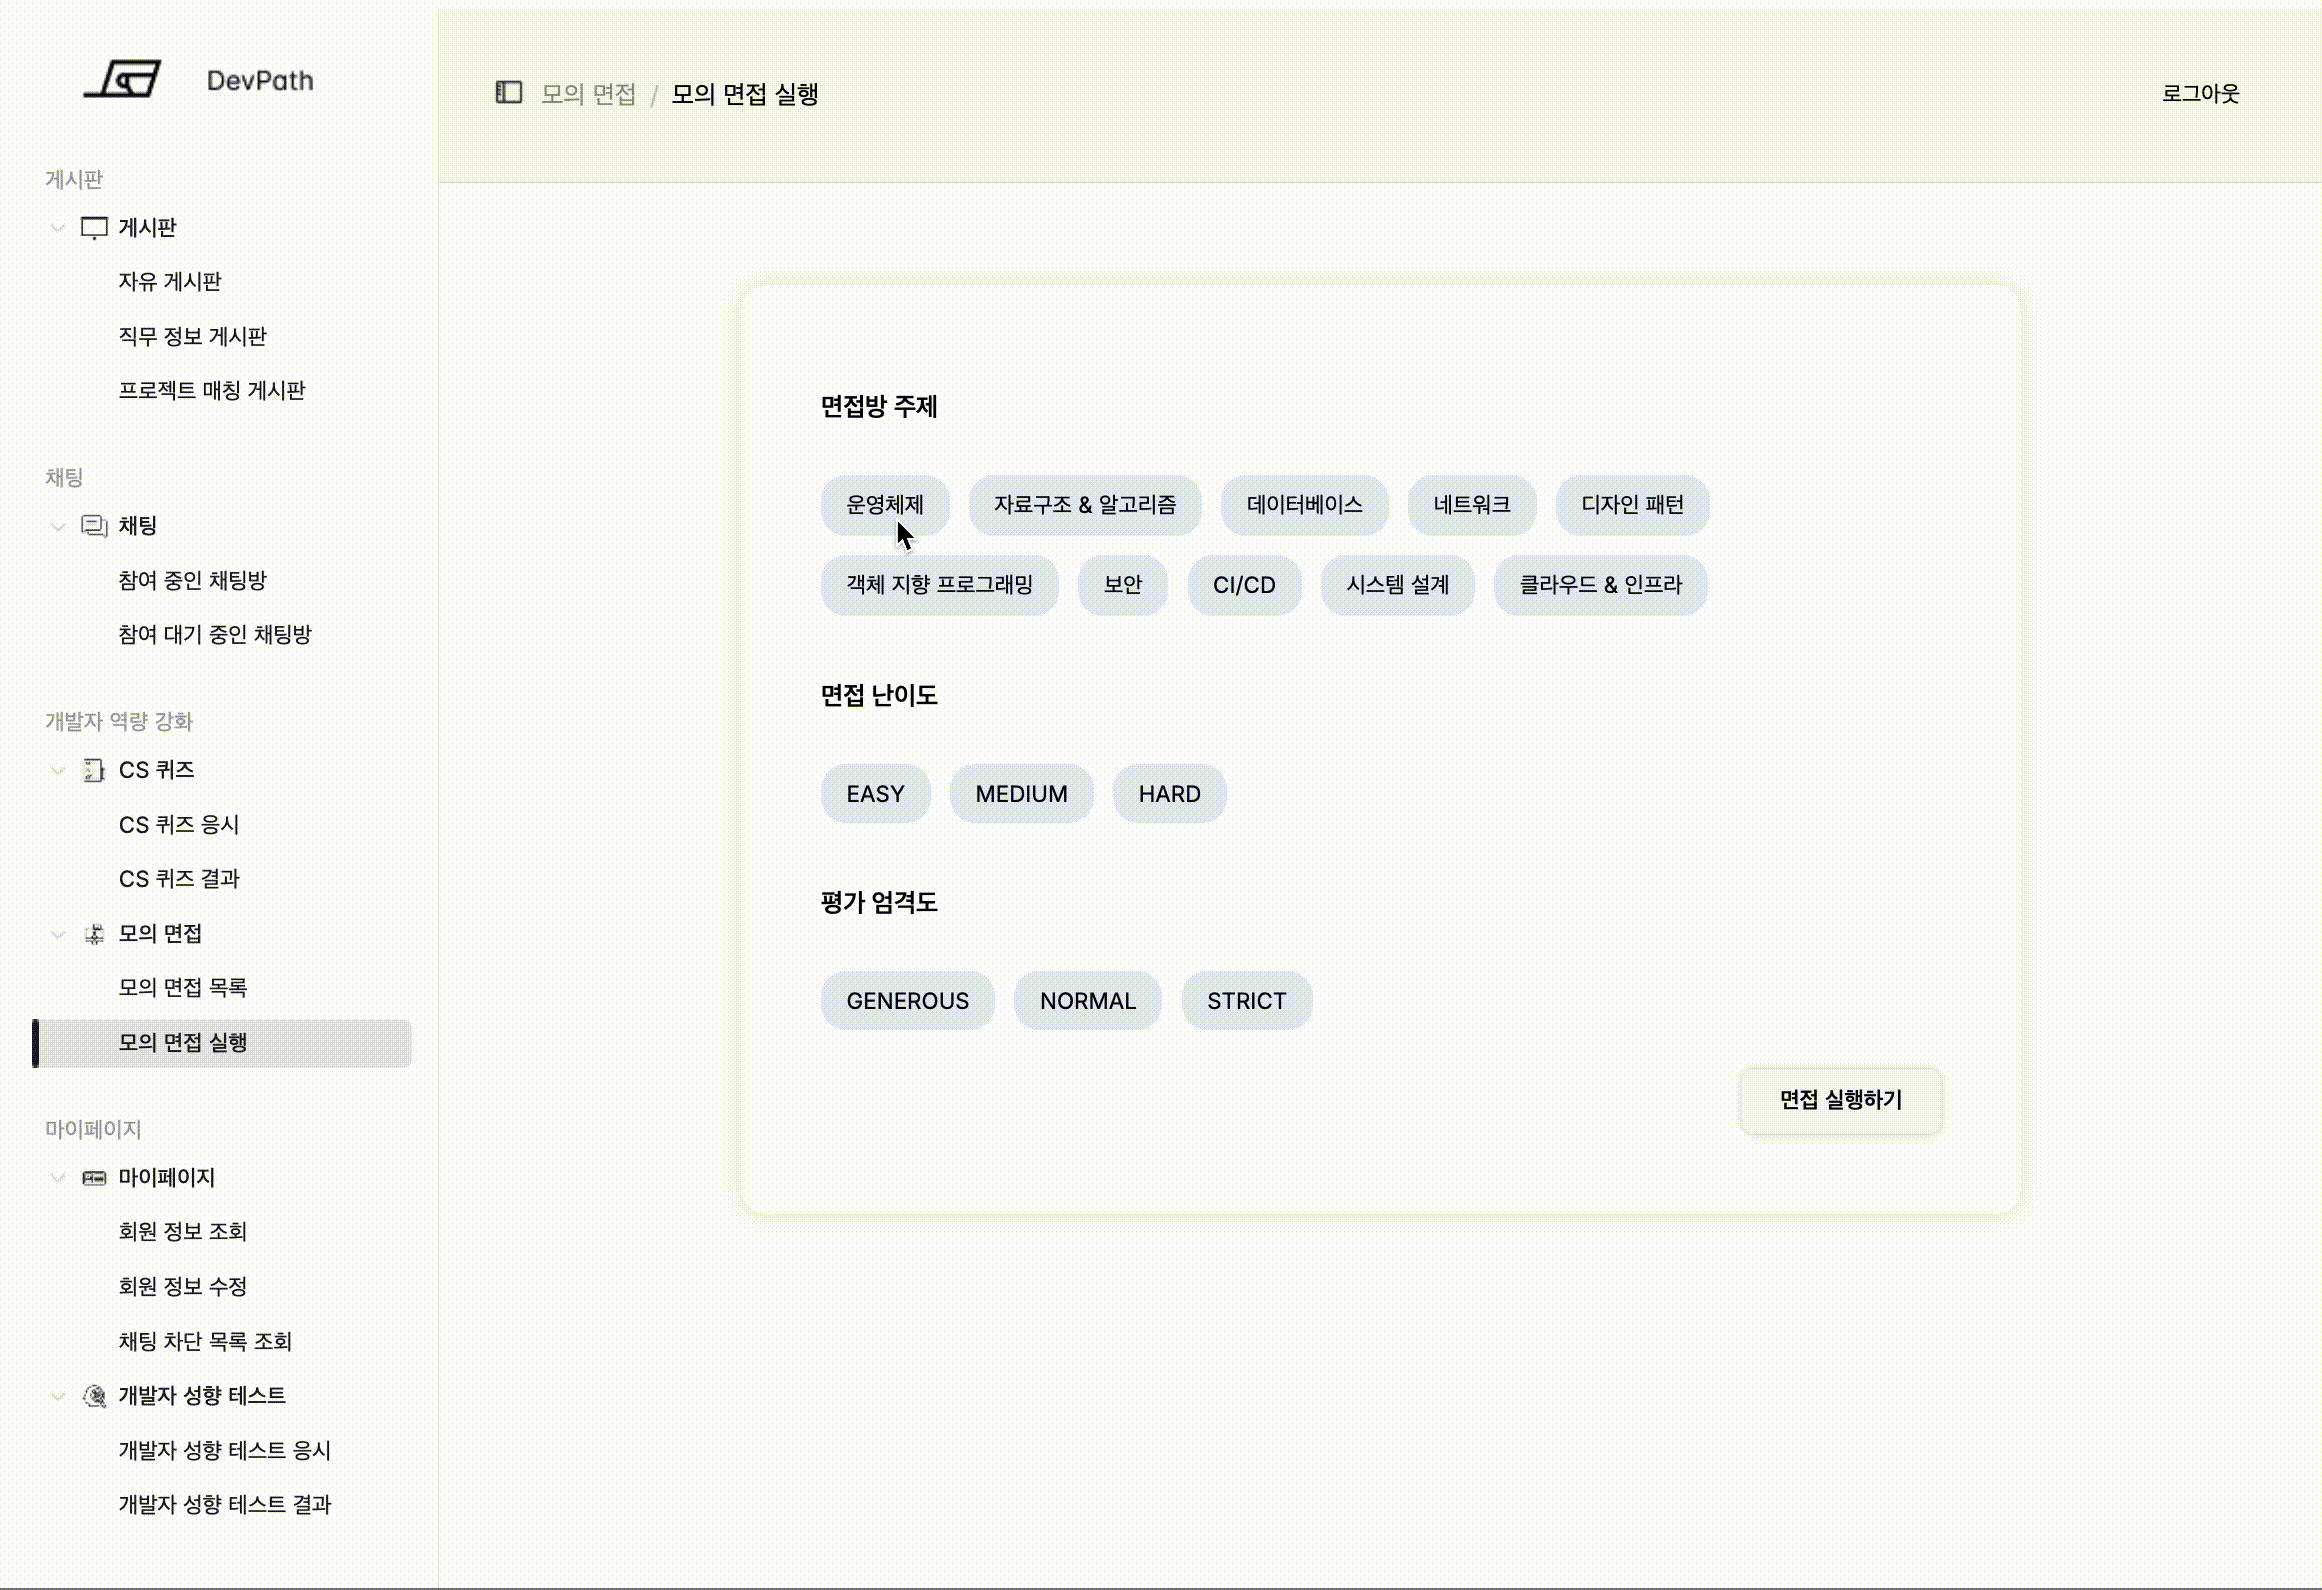 DevPath
게시판
게시판
자유 게시판
직무 정보 게시판
프로젝트 매칭 게시판
채팅
채팅
참여 중인 채팅방
참여 대기 중인 채팅방
개발자 역량 강화
CS 퀴즈
CS 퀴즈 응시
CS 퀴즈 결과
모의 면접
모의 면접 목록
모의 면접 실행
마이페이지
마이페이지
회원 정보 조회
회원 정보 수정
채팅 차단 목록 조회
개발자 성향 테스트
개발자 성향 테스트 응시
개발자 성향 테스트 결과
모의 면접 / 모의 면접 실행 로그아웃
면접방 주제
운영체제 자료구조 & 알고리즘 데이터베이스 네트워크 디자인 패턴
객체 지향 프로그래밍 보안 CI/CD 시스템 설계 클라우드 & 인프라
면접 난이도
EASY MEDIUM HARD
평가 엄격도
GENEROUS NORMAL STRICT
면접 실행하기